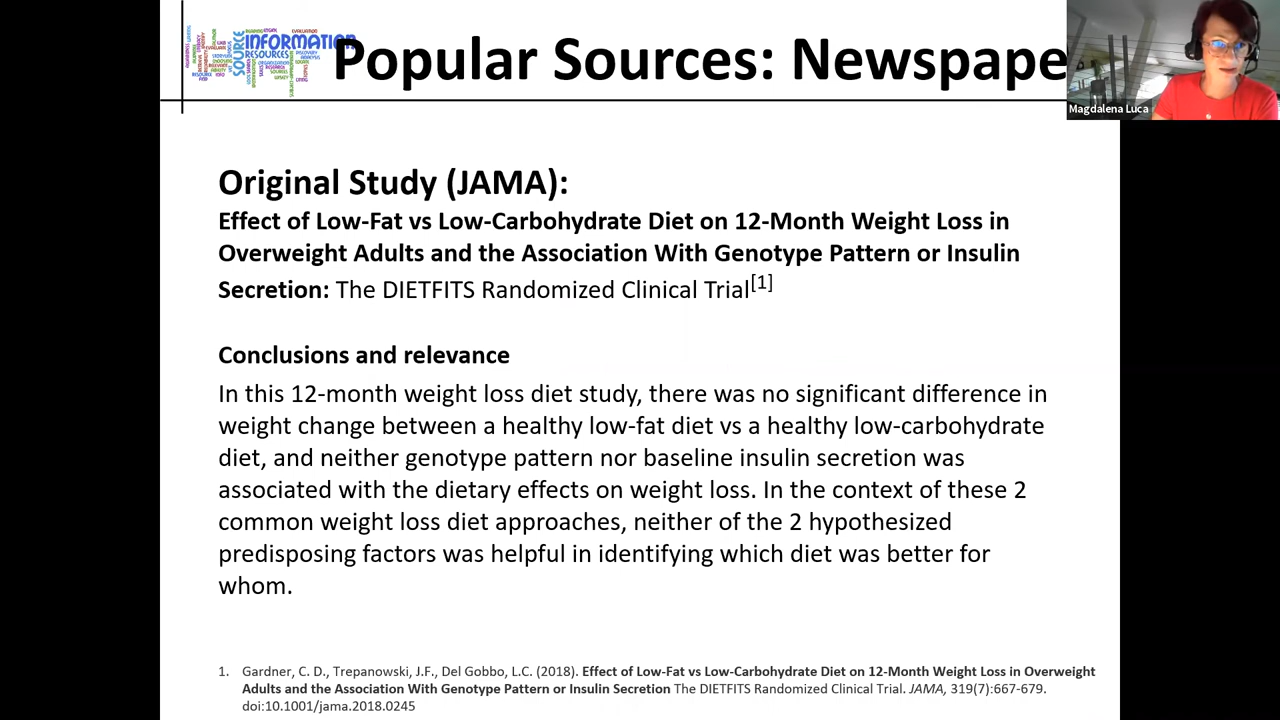 INFORMATION
SOURCE
RESOURCES
Popular Sources: Newspape
Magdalena Luca
Original Study (JAMA):
Effect of Low-Fat vs Low-Carbohydrate Diet on 12-Month Weight Loss in
Overweight Adults and the Association With Genotype Pattern or Insulin
Secretion: The DIETFITS Randomized Clinical Trial[1]
Conclusions and relevance
In this 12-month weight loss diet study, there was no significant difference in
weight change between a healthy low-fat diet vs a healthy low-carbohydrate
diet, and neither genotype pattern nor baseline insulin secretion was
associated with the dietary effects on weight loss. In the context of these 2
common weight loss diet approaches, neither of the 2 hypothesized
predisposing factors was helpful in identifying which diet was better for
whom.
1. Gardner, C. D., Trepanowski, J.F., Del Gobbo, L.C. (2018). Effect of Low-Fat vs Low-Carbohydrate Diet on 12-Month Weight Loss in Overweight
Adults and the Association With Genotype Pattern or Insulin Secretion The DIETFITS Randomized Clinical Trial. JAMA, 319(7):667-679.
doi:10.1001/jama.2018.0245